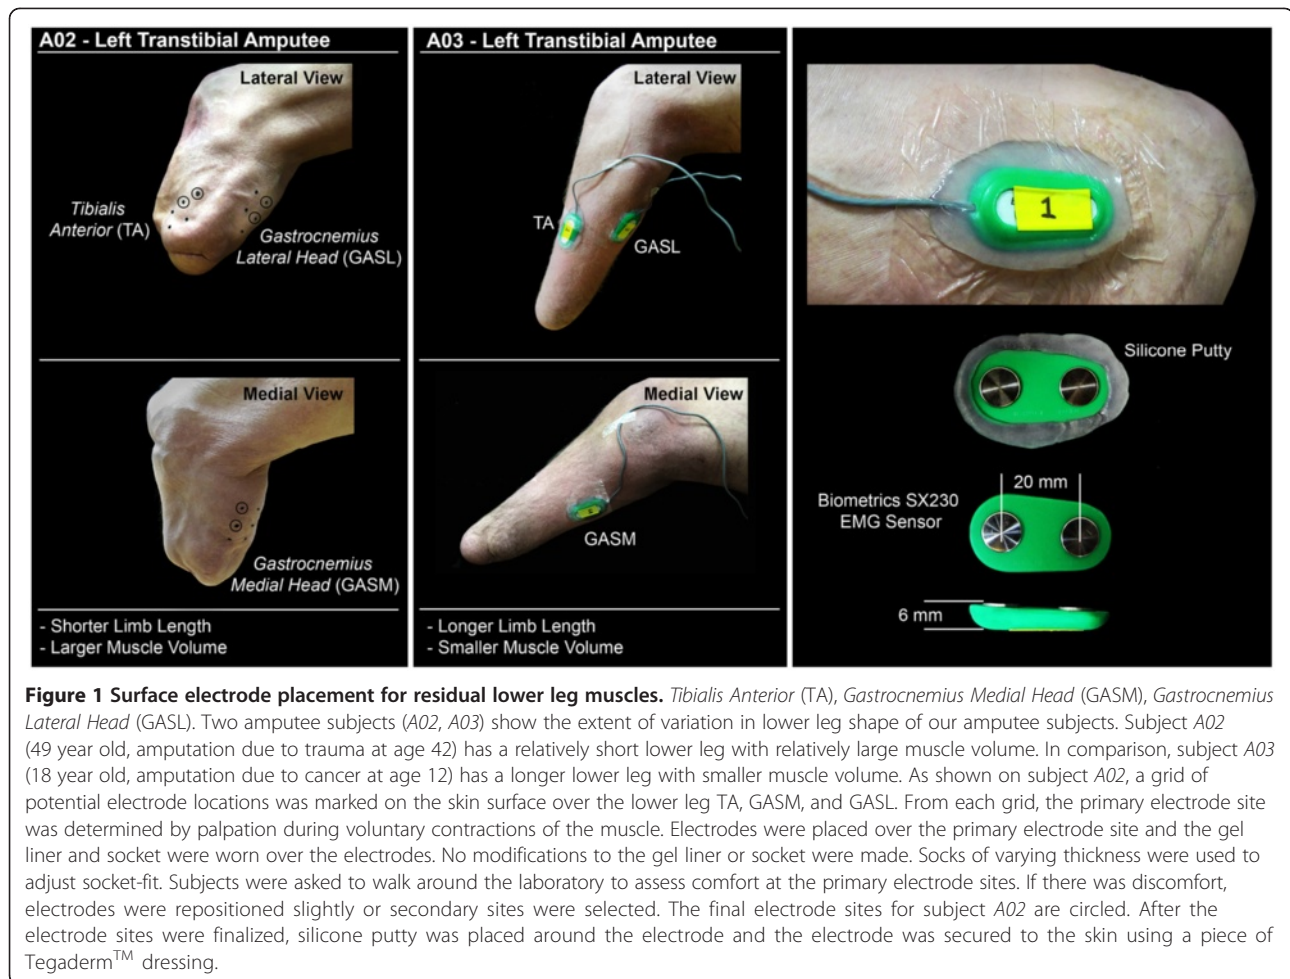 A02 - Left Transtibial Amputee
Lateral View
Tibialis
Anterior (TA)
Gastrocnemius
Lateral Head (GASL)
Medial View
Gastrocnemius
Medial Head (GASM)
- Shorter Limb Length
- Larger Muscle Volume
A03 - Left Transtibial Amputee
Lateral View
TA
GASL
Medial View
GASM
- Longer Limb Length
- Smaller Muscle Volume
1
Silicone Putty
20 mm
Biometrics SX230
EMG Sensor
6 mm
Figure 1 Surface electrode placement for residual lower leg muscles. Tibialis Anterior (TA), Gastrocnemius Medial Head (GASM), Gastrocnemius
Lateral Head (GASL). Two amputee subjects (A02, A03) show the extent of variation in lower leg shape of our amputee subjects. Subject A02
(49 year old, amputation due to trauma at age 42) has a relatively short lower leg with relatively large muscle volume. In comparison, subject A03
(18 year old, amputation due to cancer at age 12) has a longer lower leg with smaller muscle volume. As shown on subject A02, a grid of
potential electrode locations was marked on the skin surface over the lower leg TA, GASM, and GASL. From each grid, the primary electrode site
was determined by palpation during voluntary contractions of the muscle. Electrodes were placed over the primary electrode site and the gel
liner and socket were worn over the electrodes. No modifications to the gel liner or socket were made. Socks of varying thickness were used to
adjust socket-fit. Subjects were asked to walk around the laboratory to assess comfort at the primary electrode sites. If there was discomfort,
electrodes were repositioned slightly or secondary sites were selected. The final electrode sites for subject A02 are circled. After the
electrode sites were finalized, silicone putty was placed around the electrode and the electrode was secured to the skin using a piece of
Tegaderm™ dressing.